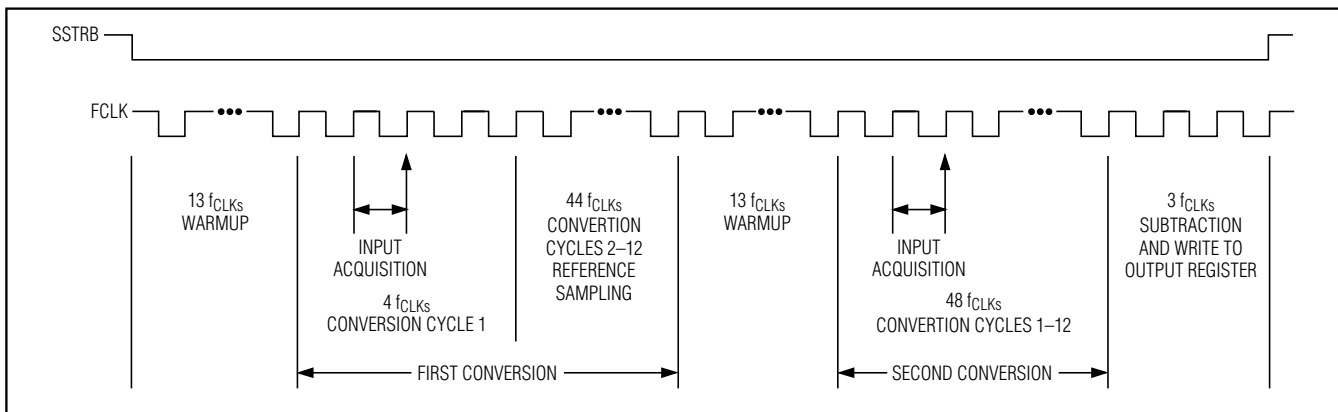 SSTRB
FCLK
13 fCLKs
WARMUP
INPUT
ACQUISITION
4 fCLKs
CONVERSION CYCLE 1
44 fCLKs
CONVERTION
CYCLES 2–12
REFERENCE
SAMPLING
13 fCLKs
WARMUP
INPUT
ACQUISITION
48 fCLKs
CONVERTION CYCLES 1–12
3 fCLKs
SUBTRACTION
AND WRITE TO
OUTPUT REGISTER
FIRST CONVERSION
SECOND CONVERSION